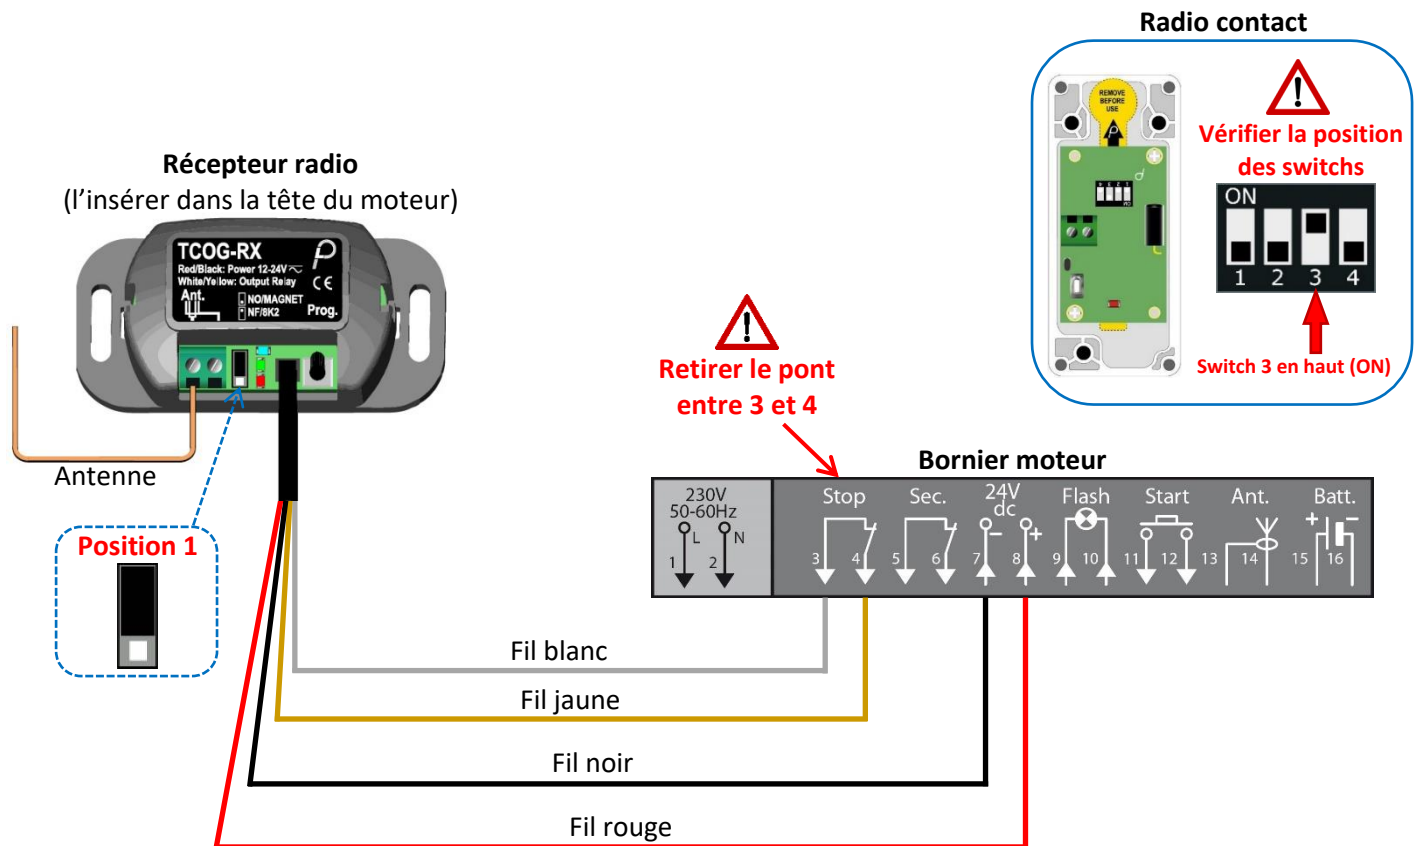 Radio contact
REMOVE
BEFORE
USE
Vérifier la position
des switchs
ON
1 2 3 4
Switch 3 en haut (ON)
Récepteur radio
(l’insérer dans la tête du moteur)
TCOG-RX
Red/Black: Power 12-24V
White/Yellow: Output Relay
CE
Ant.
NO/MAGNET
NF/8K2
Prog.
Antenne
Position 1
Retirer le pont
entre 3 et 4
Bornier moteur
230V
50-60Hz
L N
1 2
Stop Sec. 24V dc Flash Start Ant. Batt.
- + + -
3 4 5 6 7 8 9 10 11 12 13 14 15 16
Fil blanc
Fil jaune
Fil noir
Fil rouge